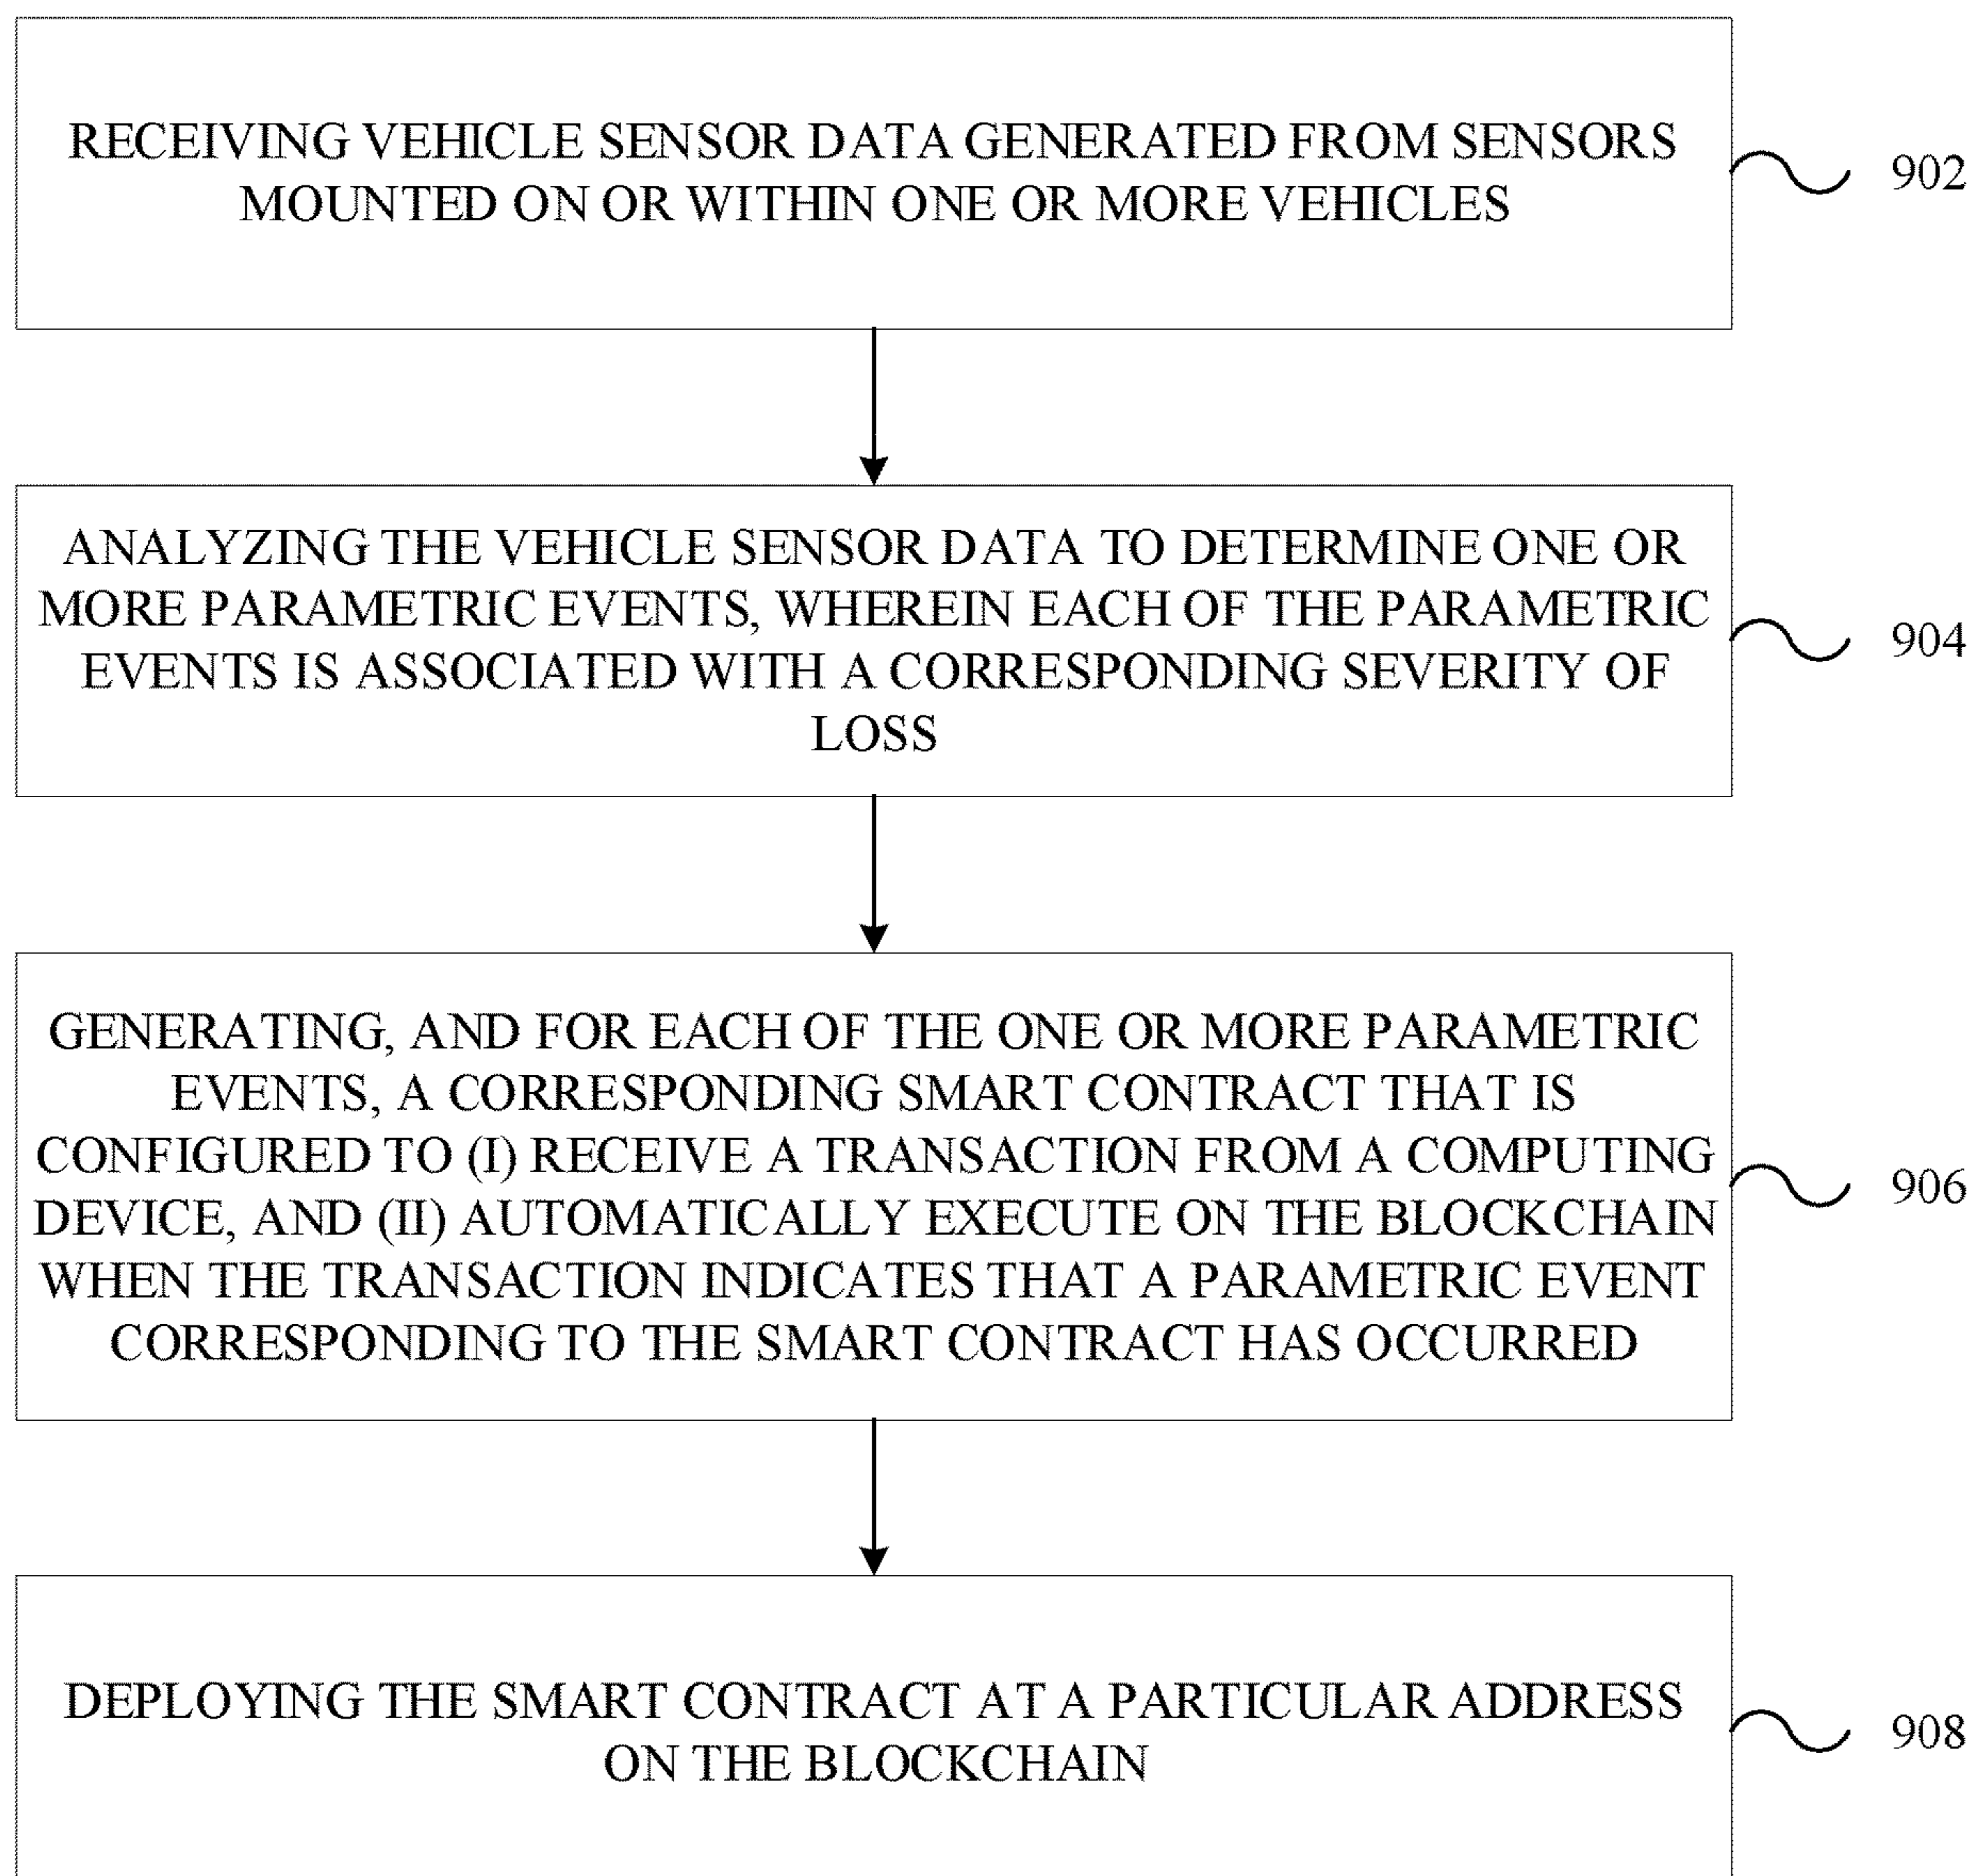 RECEIVING VEHICLE SENSOR DATA GENERATED FROM SENSORS
MOUNTED ON OR WITHIN ONE OR MORE VEHICLES
902
ANALYZING THE VEHICLE SENSOR DATA TO DETERMINE ONE OR
MORE PARAMETRIC EVENTS, WHEREIN EACH OF THE PARAMETRIC
EVENTS IS ASSOCIATED WITH A CORRESPONDING SEVERITY OF
LOSS
904
GENERATING, AND FOR EACH OF THE ONE OR MORE PARAMETRIC
EVENTS, A CORRESPONDING SMART CONTRACT THAT IS
CONFIGURED TO (I) RECEIVE A TRANSACTION FROM A COMPUTING
DEVICE, AND (II) AUTOMATICALLY EXECUTE ON THE BLOCKCHAIN
WHEN THE TRANSACTION INDICATES THAT A PARAMETRIC EVENT
CORRESPONDING TO THE SMART CONTRACT HAS OCCURRED
906
DEPLOYING THE SMART CONTRACT AT A PARTICULAR ADDRESS
ON THE BLOCKCHAIN
908